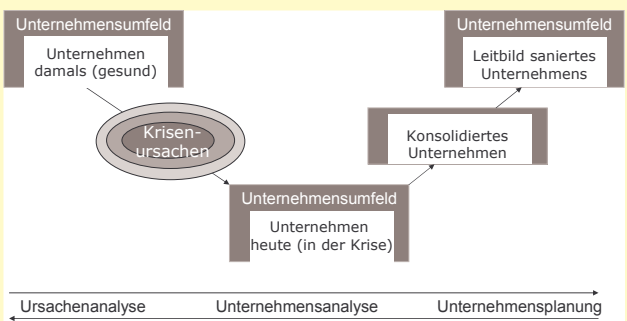 Unternehmensumfeld
Unternehmen
damals (gesund)
Krisen-
ursachen
Unternehmensumfeld
Unternehmen
heute (in der Krise)
Konsolidiertes
Unternehmen
Unternehmensumfeld
Leitbild saniertes
Unternehmens
Ursachenanalyse
Unternehmensanalyse
Unternehmensplanung